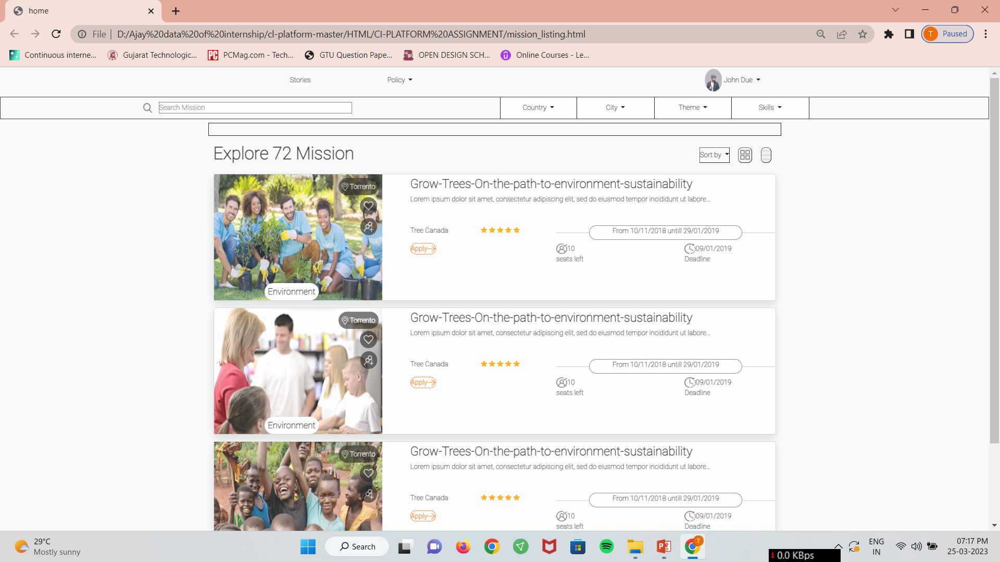 home
File
D:/Ajay%20data%20of%20internship/cl-platform-master/HTML/CI-PLATFORM%20ASSIGNMENT/mission_listing.html
T Paused
Continuous interne...
Gujarat Technologic...
PC PCMag.com - Tech...
GTU Question Pape...
OPEN DESIGN SCH...
Online Courses - Le...
Stories
Policy
John Due
Search Mission
Country
City
Theme
Skills
Explore 72 Mission
Sort by
Torrento
Environment
Grow-Trees-On-the-path-to-environment-sustainability
Lorem ipsum dolor sit amet, consectetur adipiscing elit, sed do eiusmod tempor incididunt ut labore...
Tree Canada
From 10/11/2018 untill 29/01/2019
Apply
10
seats left
09/01/2019
Deadline
Torrento
Environment
Grow-Trees-On-the-path-to-environment-sustainability
Lorem ipsum dolor sit amet, consectetur adipiscing elit, sed do eiusmod tempor incididunt ut labore...
Tree Canada
From 10/11/2018 untill 29/01/2019
Apply
10
seats left
09/01/2019
Deadline
Torrento
Grow-Trees-On-the-path-to-environment-sustainability
Lorem ipsum dolor sit amet, consectetur adipiscing elit, sed do eiusmod tempor incididunt ut labore...
Tree Canada
From 10/11/2018 untill 29/01/2019
Apply
10
seats left
09/01/2019
Deadline
29°C
Mostly sunny
Search
T
0.0 KBps
ENG
IN
07:17 PM
25-03-2023